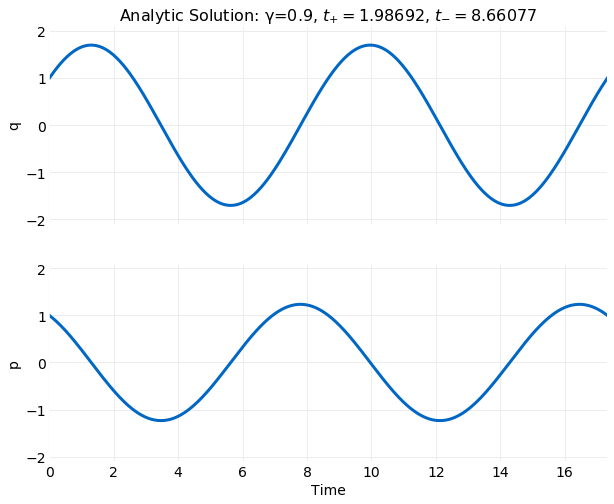 Analytic Solution: γ=0.9, t₊ = 1.98692, t₋ = 8.66077
2
1
0
−1
−2
q
2
1
0
−1
−2
p
0 2 4 6 8 10 12 14 16
Time